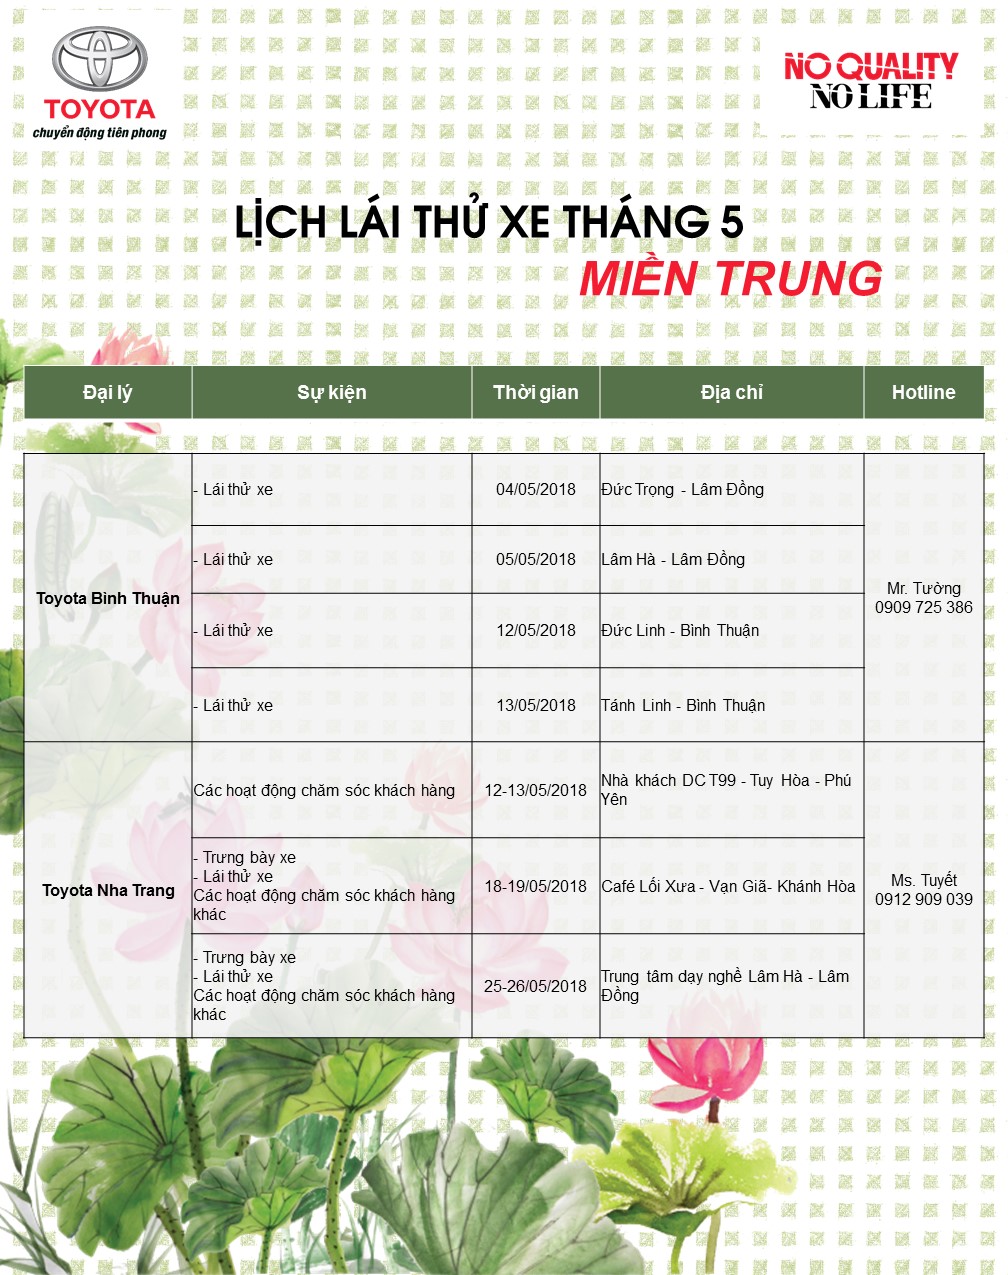 TOYOTA
chuyển động tiên phong
NO QUALITY
NO LIFE
LỊCH LÁI THỬ XE THÁNG 5
MIỀN TRUNG
Đại lý
Sự kiện
Thời gian
Địa chỉ
Hotline
Toyota Bình Thuận
- Lái thử xe
04/05/2018
Đức Trọng - Lâm Đồng
- Lái thử xe
05/05/2018
Lâm Hà - Lâm Đồng
- Lái thử xe
12/05/2018
Đức Linh - Bình Thuận
- Lái thử xe
13/05/2018
Tánh Linh - Bình Thuận
Mr. Tường
0909 725 386
Toyota Nha Trang
Các hoạt động chăm sóc khách hàng
12-13/05/2018
Nhà khách DC T99 - Tuy Hòa - Phú
Yên
- Trưng bày xe
- Lái thử xe
Các hoạt động chăm sóc khách hàng
khác
18-19/05/2018
Café Lối Xưa - Vạn Giã- Khánh Hòa
- Trưng bày xe
- Lái thử xe
Các hoạt động chăm sóc khách hàng
khác
25-26/05/2018
Trung tâm dạy nghề Lâm Hà - Lâm
Đồng
Ms. Tuyết
0912 909 039